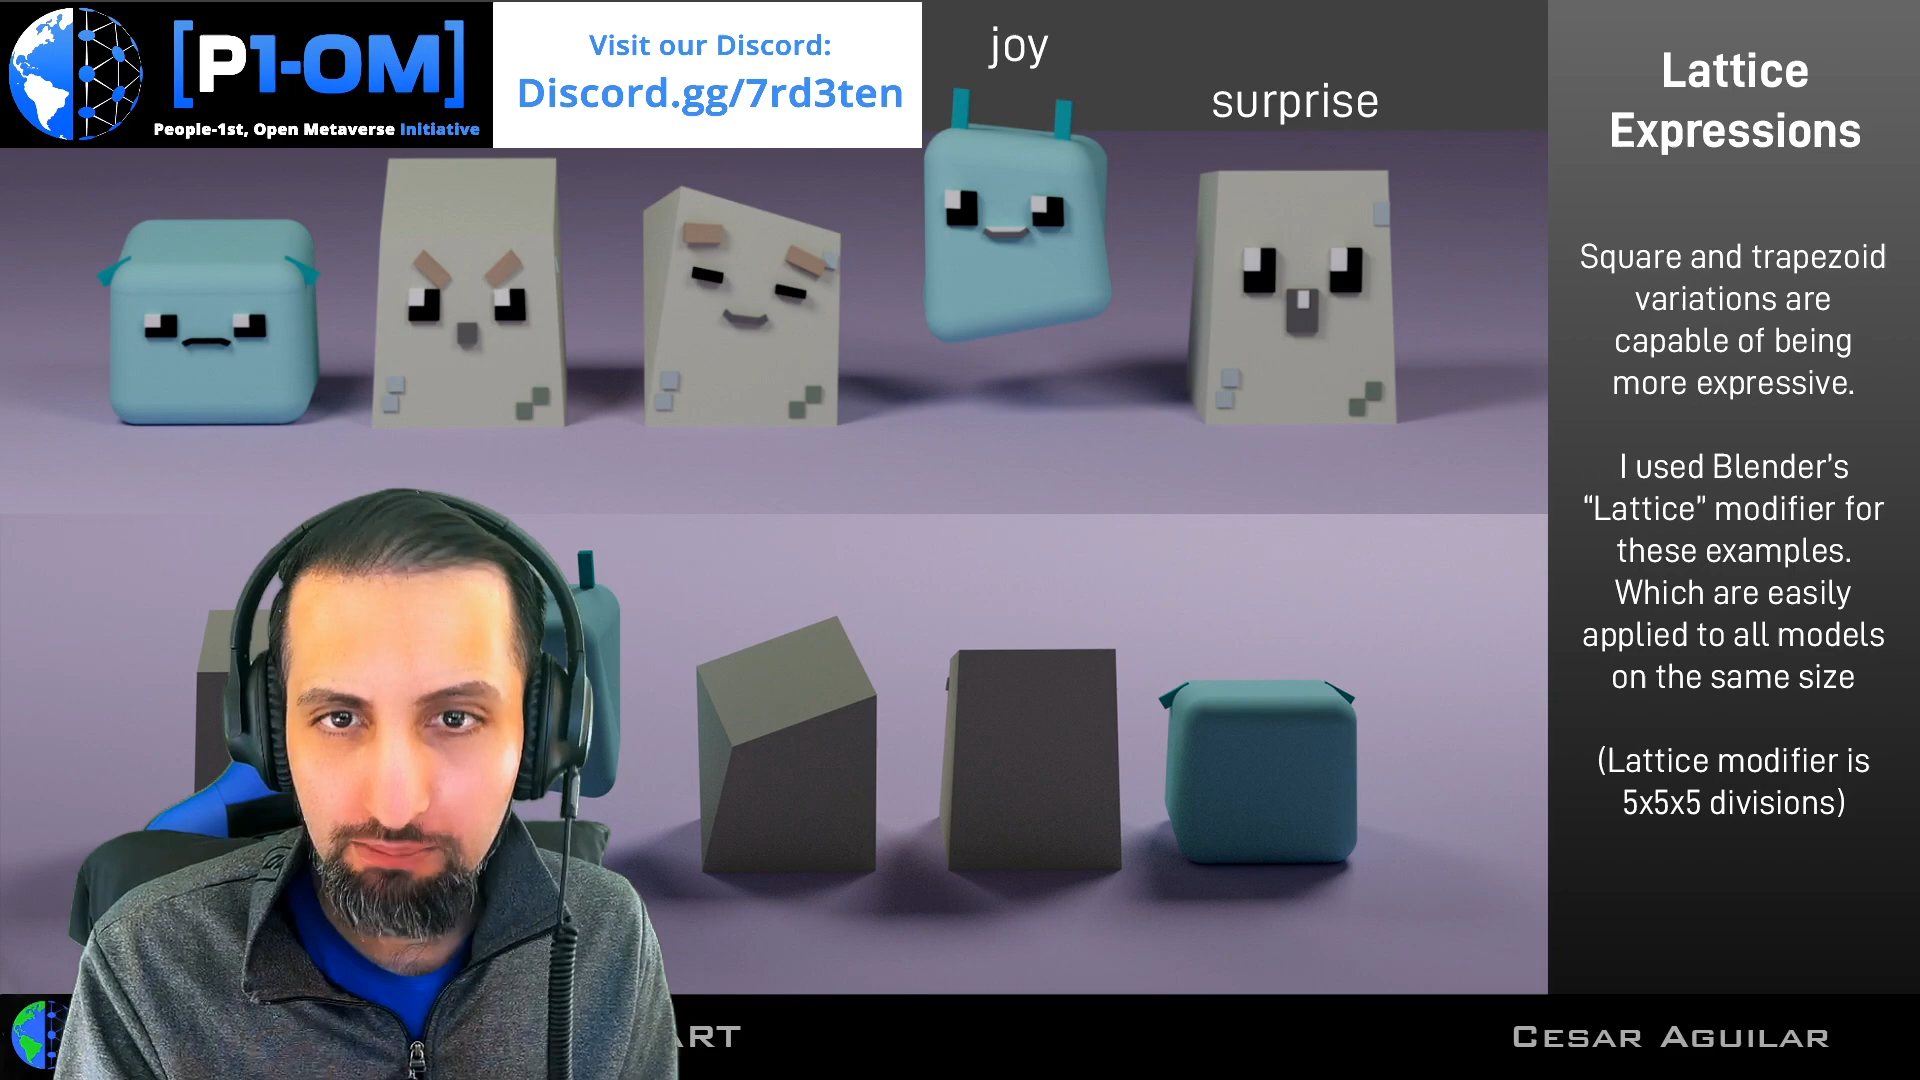 [P1-OM]
People-1st, Open Metaverse Initiative
Visit our Discord:
Discord.gg/7rd3ten
joy
surprise
Lattice
Expressions
Square and trapezoid
variations are
capable of being
more expressive.
I used Blender’s
“Lattice” modifier for
these examples.
Which are easily
applied to all models
on the same size
(Lattice modifier is
5x5x5 divisions)
Cesar Aguilar